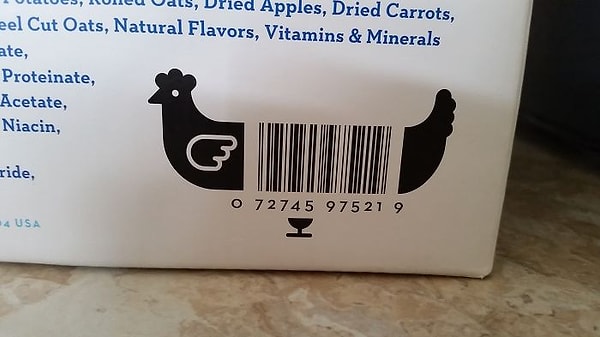 Potatoes, Rolled Oats, Dried Apples, Dried Carrots,
eel Cut Oats, Natural Flavors, Vitamins & Minerals
ate,
Proteinate,
Acetate,
Niacin,
ride,
0 72745 97521 9
04 USA